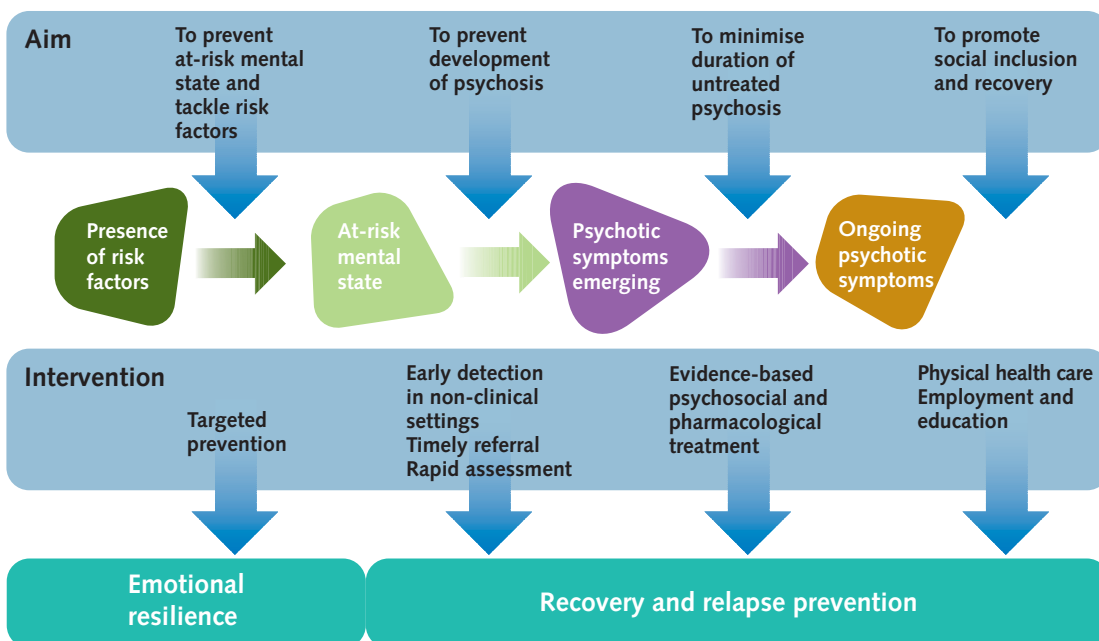 Aim
To prevent
at-risk mental
state and
tackle risk
factors
To prevent
development
of psychosis
To minimise
duration of
untreated
psychosis
To promote
social inclusion
and recovery
Presence
of risk
factors
At-risk
mental
state
Psychotic
symptoms
emerging
Ongoing
psychotic
symptoms
Intervention
Targeted
prevention
Early detection
in non-clinical
settings
Timely referral
Rapid assessment
Evidence-based
psychosocial and
pharmacological
treatment
Physical health care
Employment and
education
Emotional
resilience
Recovery and relapse prevention